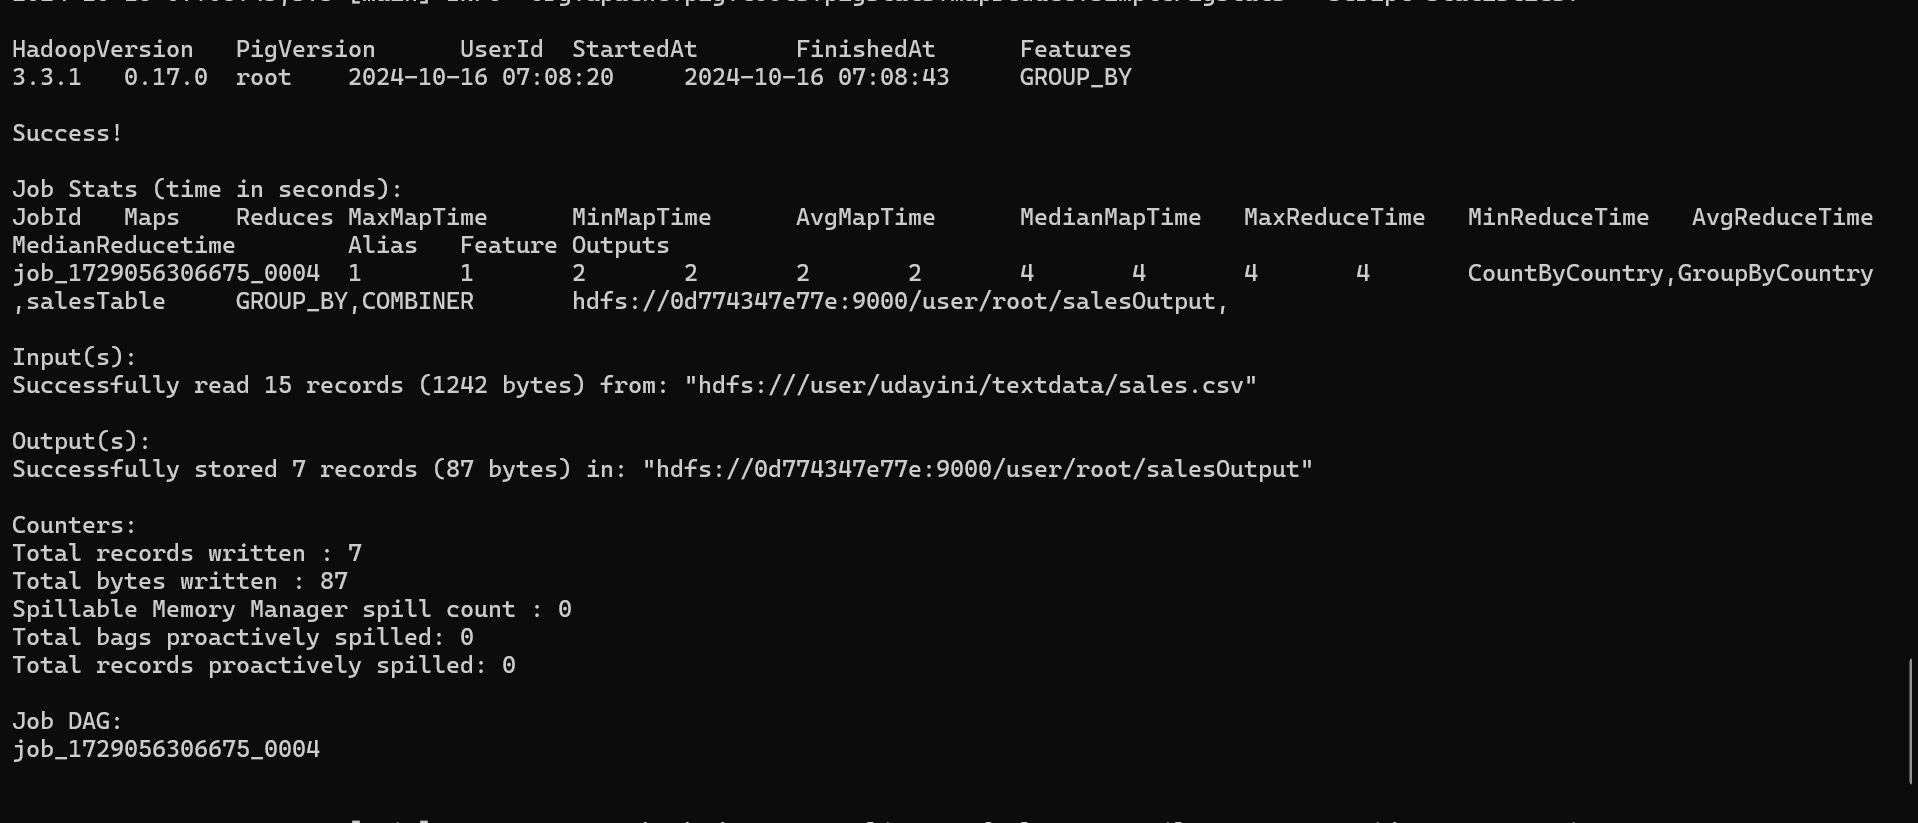 HadoopVersion PigVersion UserId StartedAt FinishedAt Features
3.3.1 0.17.0 root 2024-10-16 07:08:20 2024-10-16 07:08:43 GROUP_BY
Success!
Job Stats (time in seconds):
JobId Maps Reduces MaxMapTime MinMapTime AvgMapTime MedianMapTime MaxReduceTime MinReduceTime AvgReduceTime
MedianReducetime Alias Feature Outputs
job_1729056306675_0004 1 1 2 2 2 2 4 4 4 4 CountByCountry,GroupByCountry
,salesTable GROUP_BY,COMBINER hdfs://0d774347e77e:9000/user/root/salesOutput,
Input(s):
Successfully read 15 records (1242 bytes) from: "hdfs:///user/udayini/textdata/sales.csv"
Output(s):
Successfully stored 7 records (87 bytes) in: "hdfs://0d774347e77e:9000/user/root/salesOutput"
Counters:
Total records written : 7
Total bytes written : 87
Spillable Memory Manager spill count : 0
Total bags proactively spilled: 0
Total records proactively spilled: 0
Job DAG:
job_1729056306675_0004